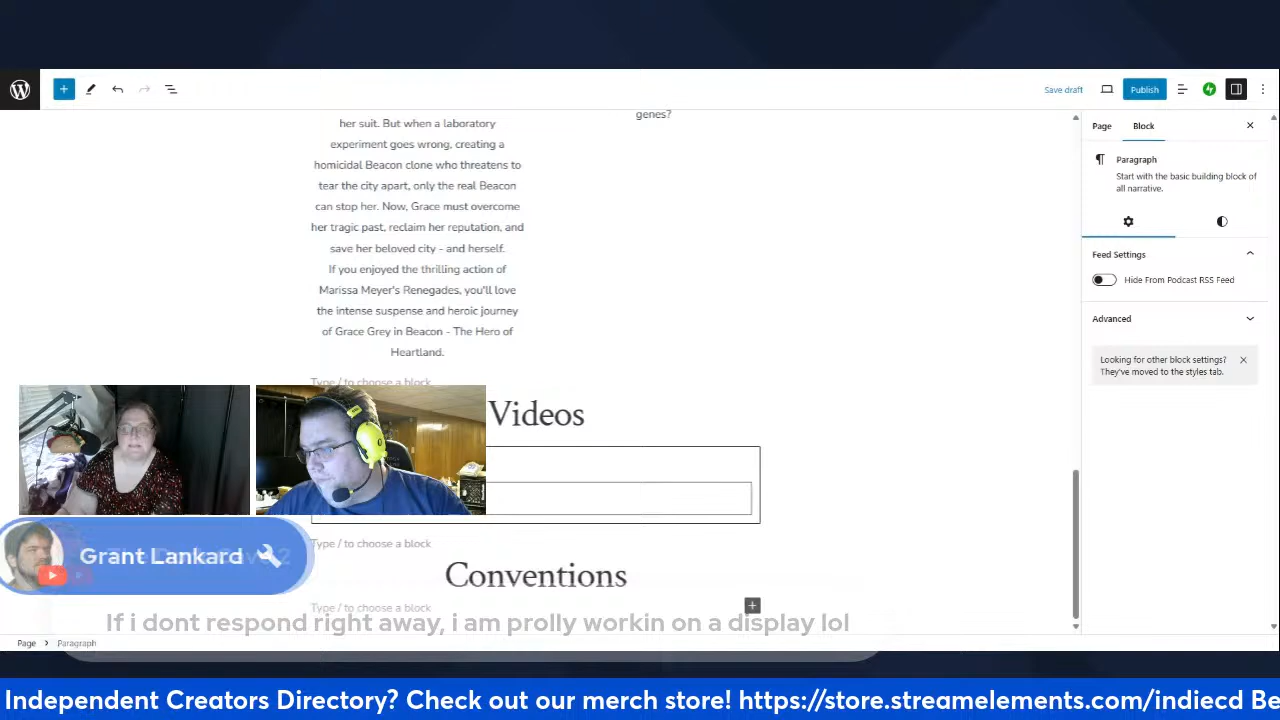 Save draft
Publish
genes?
her suit. But when a laboratory
experiment goes wrong, creating a
homicidal Beacon clone who threatens to
tear the city apart, only the real Beacon
can stop her. Now, Grace must overcome
her tragic past, reclaim her reputation, and
save her beloved city - and herself.
If you enjoyed the thrilling action of
Marissa Meyer's Renegades, you'll love
the intense suspense and heroic journey
of Grace Grey in Beacon - The Hero of
Heartland.
Type / to choose a block
Videos
Type / to choose a block
Conventions
Type / to choose a block
Page
Block
Paragraph
Start with the basic building block of
all narrative.
Feed Settings
Hide From Podcast RSS Feed
Advanced
Looking for other block settings?
They've moved to the styles tab.
Grant Lankard
If i dont respond right away, i am prolly workin on a display lol
Page > Paragraph
Independent Creators Directory? Check out our merch store! https://store.streamelements.com/indiecd Be